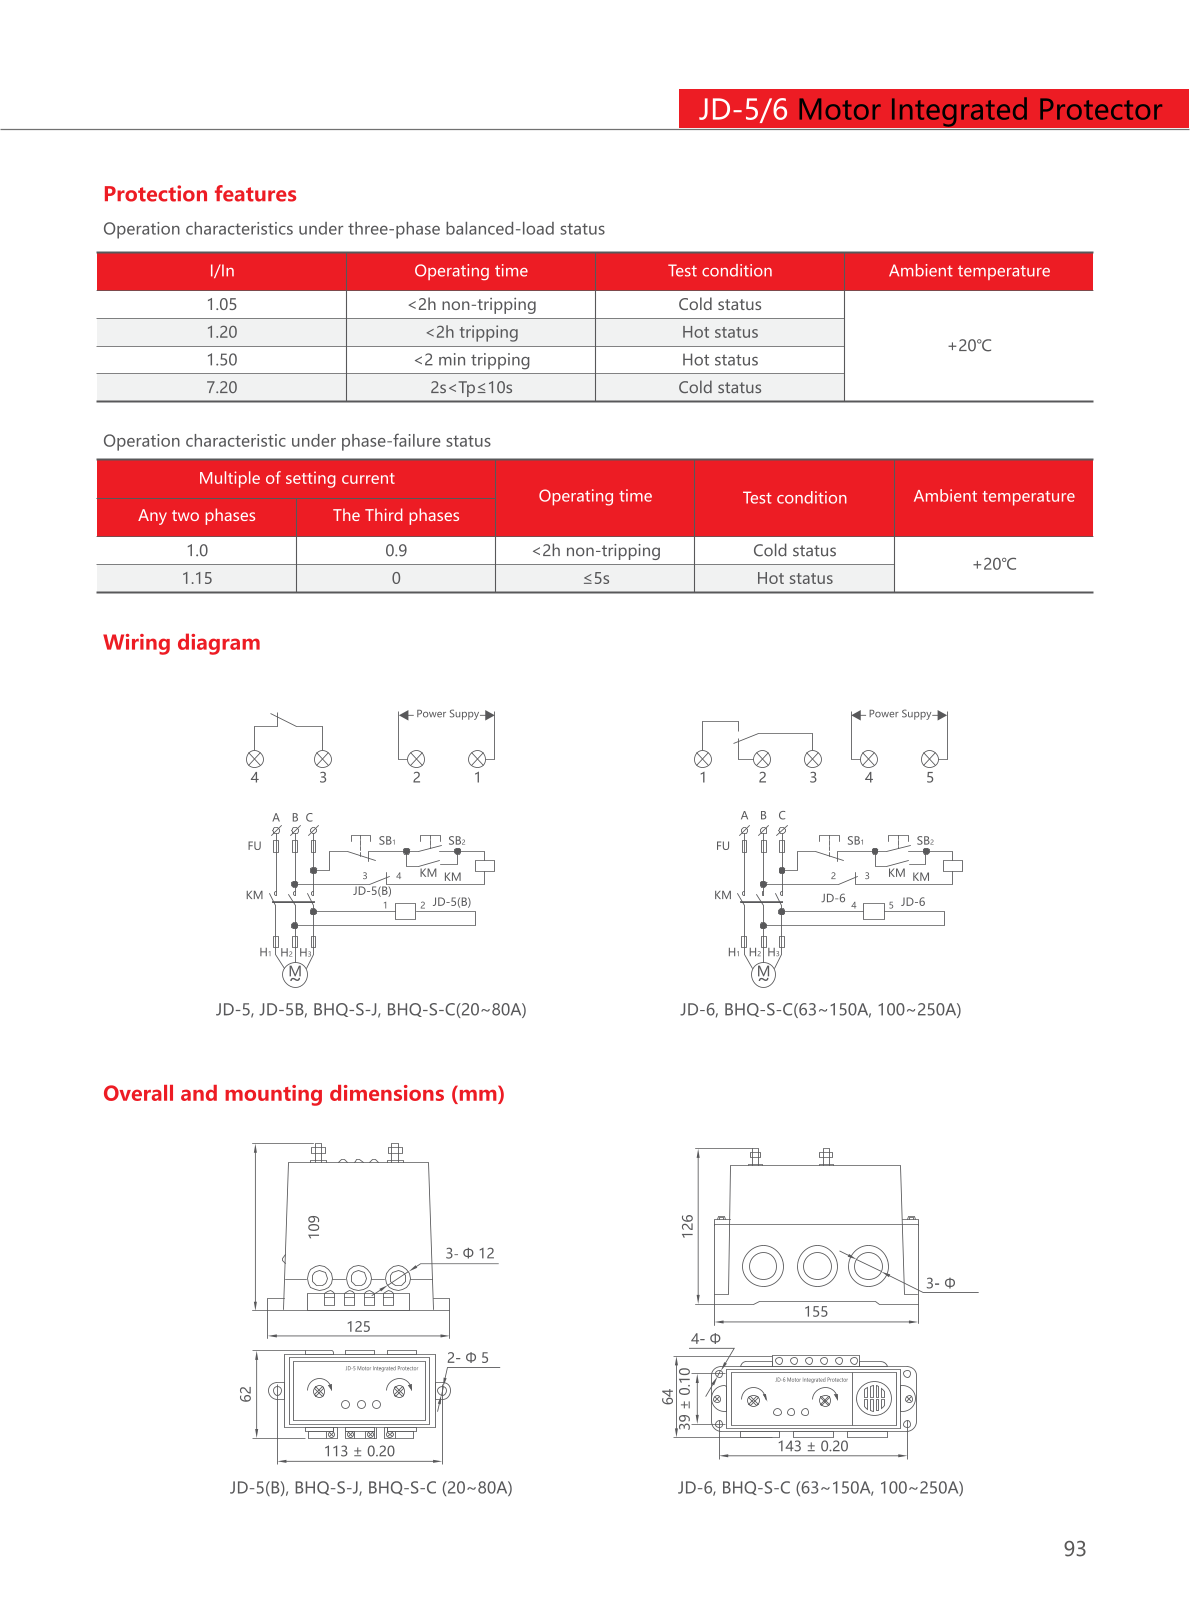 JD-5/6 Motor Integrated Protector
Protection features
Operation characteristics under three-phase balanced-load status
I/In Operating time Test condition Ambient temperature
1.05 <2h non-tripping Cold status
1.20 <2h tripping Hot status
+20℃
1.50 <2 min tripping Hot status
7.20 2s<Tp≤10s Cold status
Operation characteristic under phase-failure status
Multiple of setting current
Operating time Test condition Ambient temperature
Any two phases The Third phases
1.0 0.9 <2h non-tripping Cold status
+20℃
1.15 0 ≤5s Hot status
Wiring diagram
Power Suppy
4 3 2 1
A B C
FU SB1 SB2
3 4 KM KM
JD-5(B)
KM
1 2 JD-5(B)
H1 H2 H3
M
~
JD-5, JD-5B, BHQ-S-J, BHQ-S-C(20~80A)
Power Suppy
1 2 3 4 5
A B C
FU SB1 SB2
2 3 KM KM
KM
JD-6 4 5 JD-6
H1 H2 H3
M
~
JD-6, BHQ-S-C(63~150A, 100~250A)
Overall and mounting dimensions (mm)
109
3- Φ 12
125
2- Φ 5
JD-5 Motor Integrated Protector
62
113 ± 0.20
JD-5(B), BHQ-S-J, BHQ-S-C (20~80A)
126
3- Φ
155
4- Φ
JD-6 Motor Integrated Protector
64
39 ± 0.10
143 ± 0.20
JD-6, BHQ-S-C (63~150A, 100~250A)
93